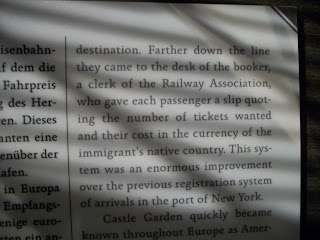 isenbahn-
f dem die
Fahrpreis
g des Her-
en. Dieses
anten eine
enüber der
afen.
in Europa
Empfangs-
enige euro-
destination. Farther down the line
they came to the desk of the booker,
a clerk of the Railway Association,
who gave each passenger a slip quot-
ing the number of tickets wanted
and their cost in the currency of the
immigrant's native country. This sys-
tem was an enormous improvement
over the previous registration system
of arrivals in the port of New York.
Castle Garden quickly became
known throughout Europe as Amer-